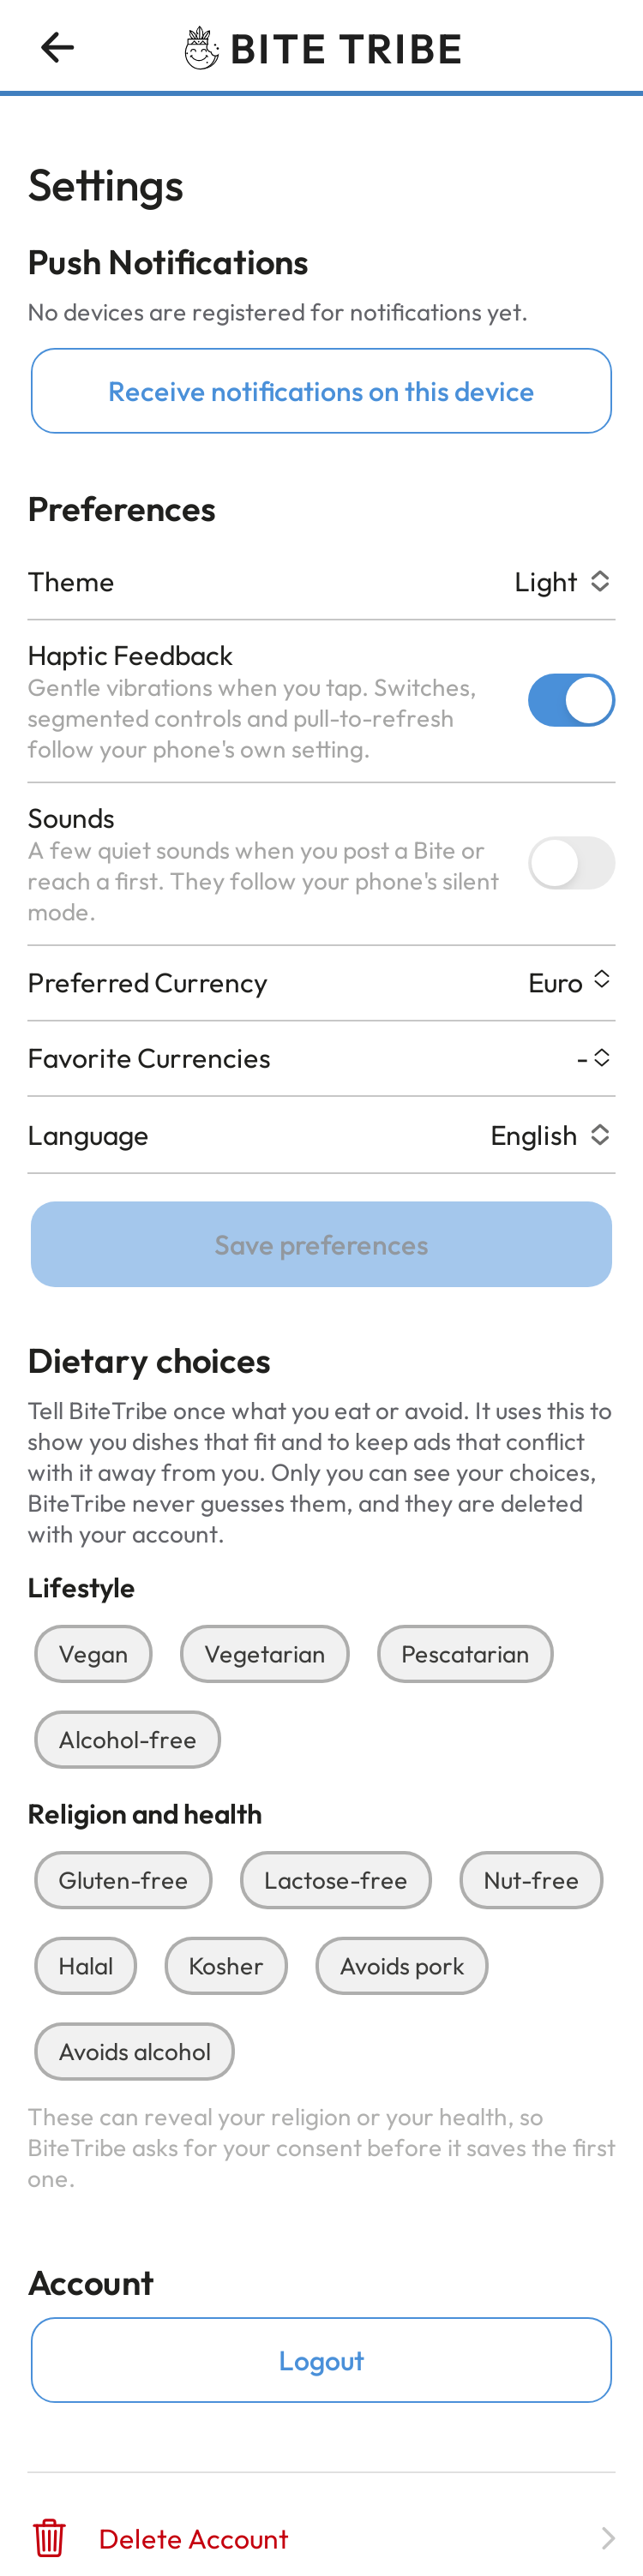 BITE TRIBE
Settings
Push Notifications
No devices are registered for notifications yet.
Receive notifications on this device
Preferences
Theme
Light
Haptic Feedback
Gentle vibrations when you tap. Switches,
segmented controls and pull-to-refresh
follow your phone's own setting.
Sounds
A few quiet sounds when you post a Bite or
reach a first. They follow your phone's silent
mode.
Preferred Currency
Euro
Favorite Currencies
-
Language
English
Save preferences
Dietary choices
Tell BiteTribe once what you eat or avoid. It uses this to
show you dishes that fit and to keep ads that conflict
with it away from you. Only you can see your choices,
BiteTribe never guesses them, and they are deleted
with your account.
Lifestyle
Vegan
Vegetarian
Pescatarian
Alcohol-free
Religion and health
Gluten-free
Lactose-free
Nut-free
Halal
Kosher
Avoids pork
Avoids alcohol
These can reveal your religion or your health, so
BiteTribe asks for your consent before it saves the first
one.
Account
Logout
Delete Account